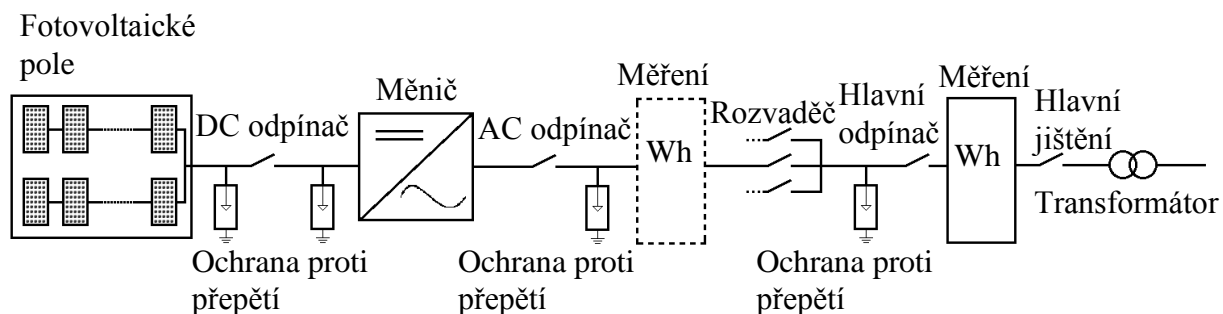 Fotovoltaické
pole
DC odpínač
Měnič
AC odpínač
Měření
Wh
Rozvaděč
Hlavní
odpínač
Měření
Wh
Hlavní
jištění
Transformátor
Ochrana proti
přepětí
Ochrana proti
přepětí
Ochrana proti
přepětí